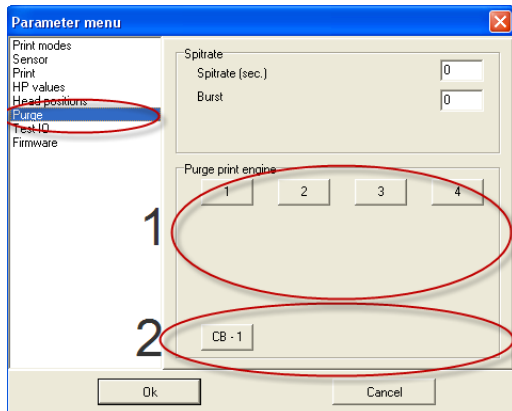 Parameter menu
Print modes
Sensor
Print
HP values
Head positions
Purge
Test IO
Firmware
Spitrate
Spitrate (sec.)
0
Burst
0
Purge print engine
1 2 3 4
1
2
CB - 1
Ok
Cancel